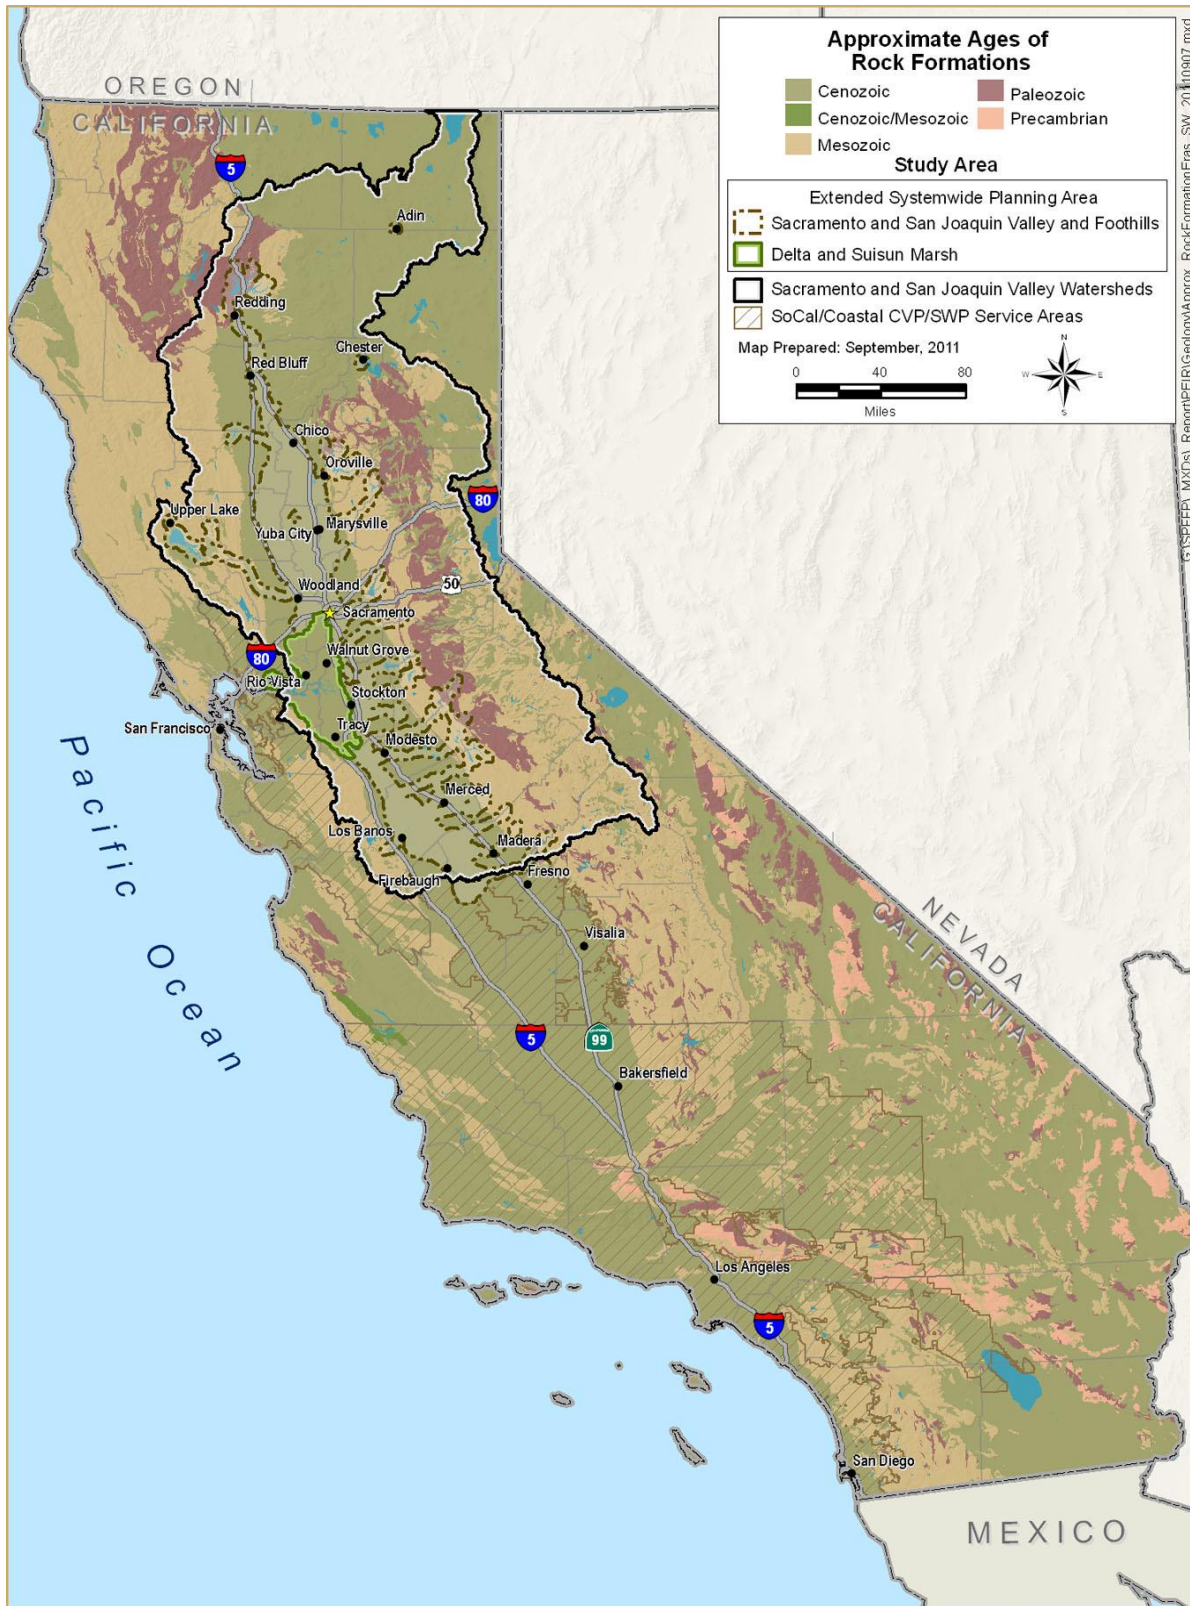 Approximate Ages of
Rock Formations
Cenozoic
Cenozoic/Mesozoic
Mesozoic
Paleozoic
Precambrian
Study Area
Extended Systemwide Planning Area
Sacramento and San Joaquin Valley and Foothills
Delta and Suisun Marsh
Sacramento and San Joaquin Valley Watersheds
SoCal/Coastal CVP/SWP Service Areas
Map Prepared: September, 2011
N
W
E
S
0 40 80
Miles
OREGON
CALIFORNIA
5
Adin
Redding
Chester
Red Bluff
Chico
Oroville
80
Upper Lake
Yuba City
Marysville
Woodland
50
Sacramento
80
Walnut Grove
Rio Vista
Stockton
San Francisco
Tracy
Modesto
Merced
Los Banos
Madera
Firebaugh
Fresno
Pacific Ocean
NEVADA
CALIFORNIA
Visalia
5
99
Bakersfield
Los Angeles
5
San Diego
MEXICO